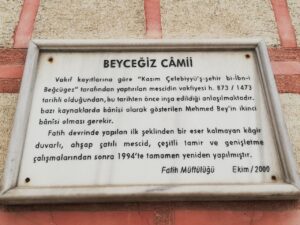 BEYCEĞİZ CÂMİİ
Vakıf kayıtlarına göre "Kasım Çelebiyyü'ş-şehir bi-İbn-i
Beğcüğez" tarafından yaptırılan mescidin vakfiyesi h. 873 / 1473
tarihli olduğundan, bu tarihten önce inşa edildiği anlaşılmaktadır.
bazı kaynaklarda bânîsi olarak gösterilen Mehmed Bey'in ikinci
bânîsi olması gerekir.
Fatih devrinde yapılan ilk şeklinden bir eser kalmayan kâgir
duvarlı, ahşap çatılı mescid, çeşitli tamir ve genişletme
çalışmalarından sonra 1994'te tamamen yeniden yapılmıştır.
Fatih Müftülüğü Ekim / 2000